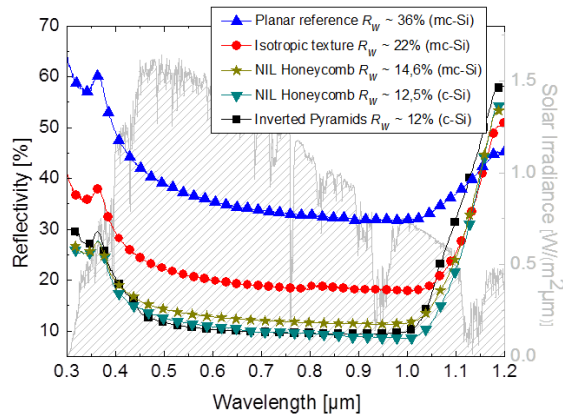 Planar reference R_W ~ 36% (mc-Si)
Isotropic texture R_W ~ 22% (mc-Si)
NIL Honeycomb R_W ~ 14,6% (mc-Si)
NIL Honeycomb R_W ~ 12,5% (c-Si)
Inverted Pyramids R_W ~ 12% (c-Si)
Reflectivity [%]
70
60
50
40
30
20
10
1.5
1.0
0.5
0.0
Solar Irradiance [W/(m²µm)]
0.3 0.4 0.5 0.6 0.7 0.8 0.9 1.0 1.1 1.2
Wavelength [µm]